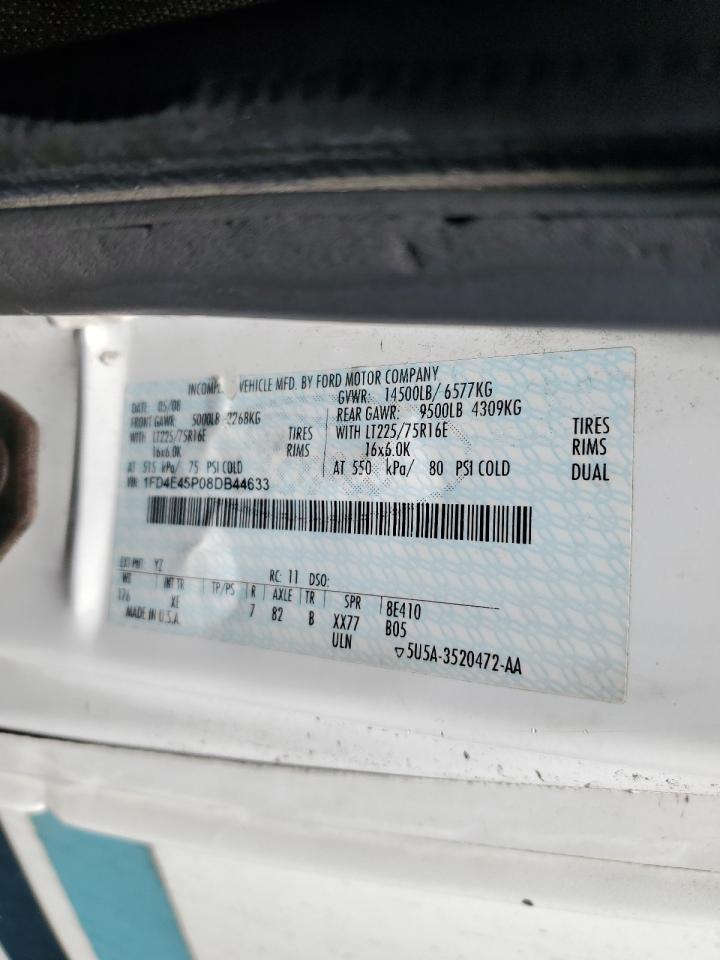 INCOMPL VEHICLE MFD. BY FORD MOTOR COMPANY
DATE: 05/08 GVWR: 14500LB/ 6577KG
FRONT GAWR: 5000LB 2268KG REAR GAWR: 9500LB 4309KG
WITH LT225/75R16E TIRES WITH LT225/75R16E TIRES
16x6.0K RIMS 16x6.0K RIMS
AT 515 kPa/ 75 PSI COLD AT 550 kPa/ 80 PSI COLD DUAL
VIN: 1FD4E45P08DB44633
EXT PNT: YZ RC: 11 DSO:
WB INT TR TP/PS R AXLE TR SPR 8E410
176 XE 7 82 B XX77 B05
MADE IN U.S.A. ULN ▽5U5A-3520472-AA